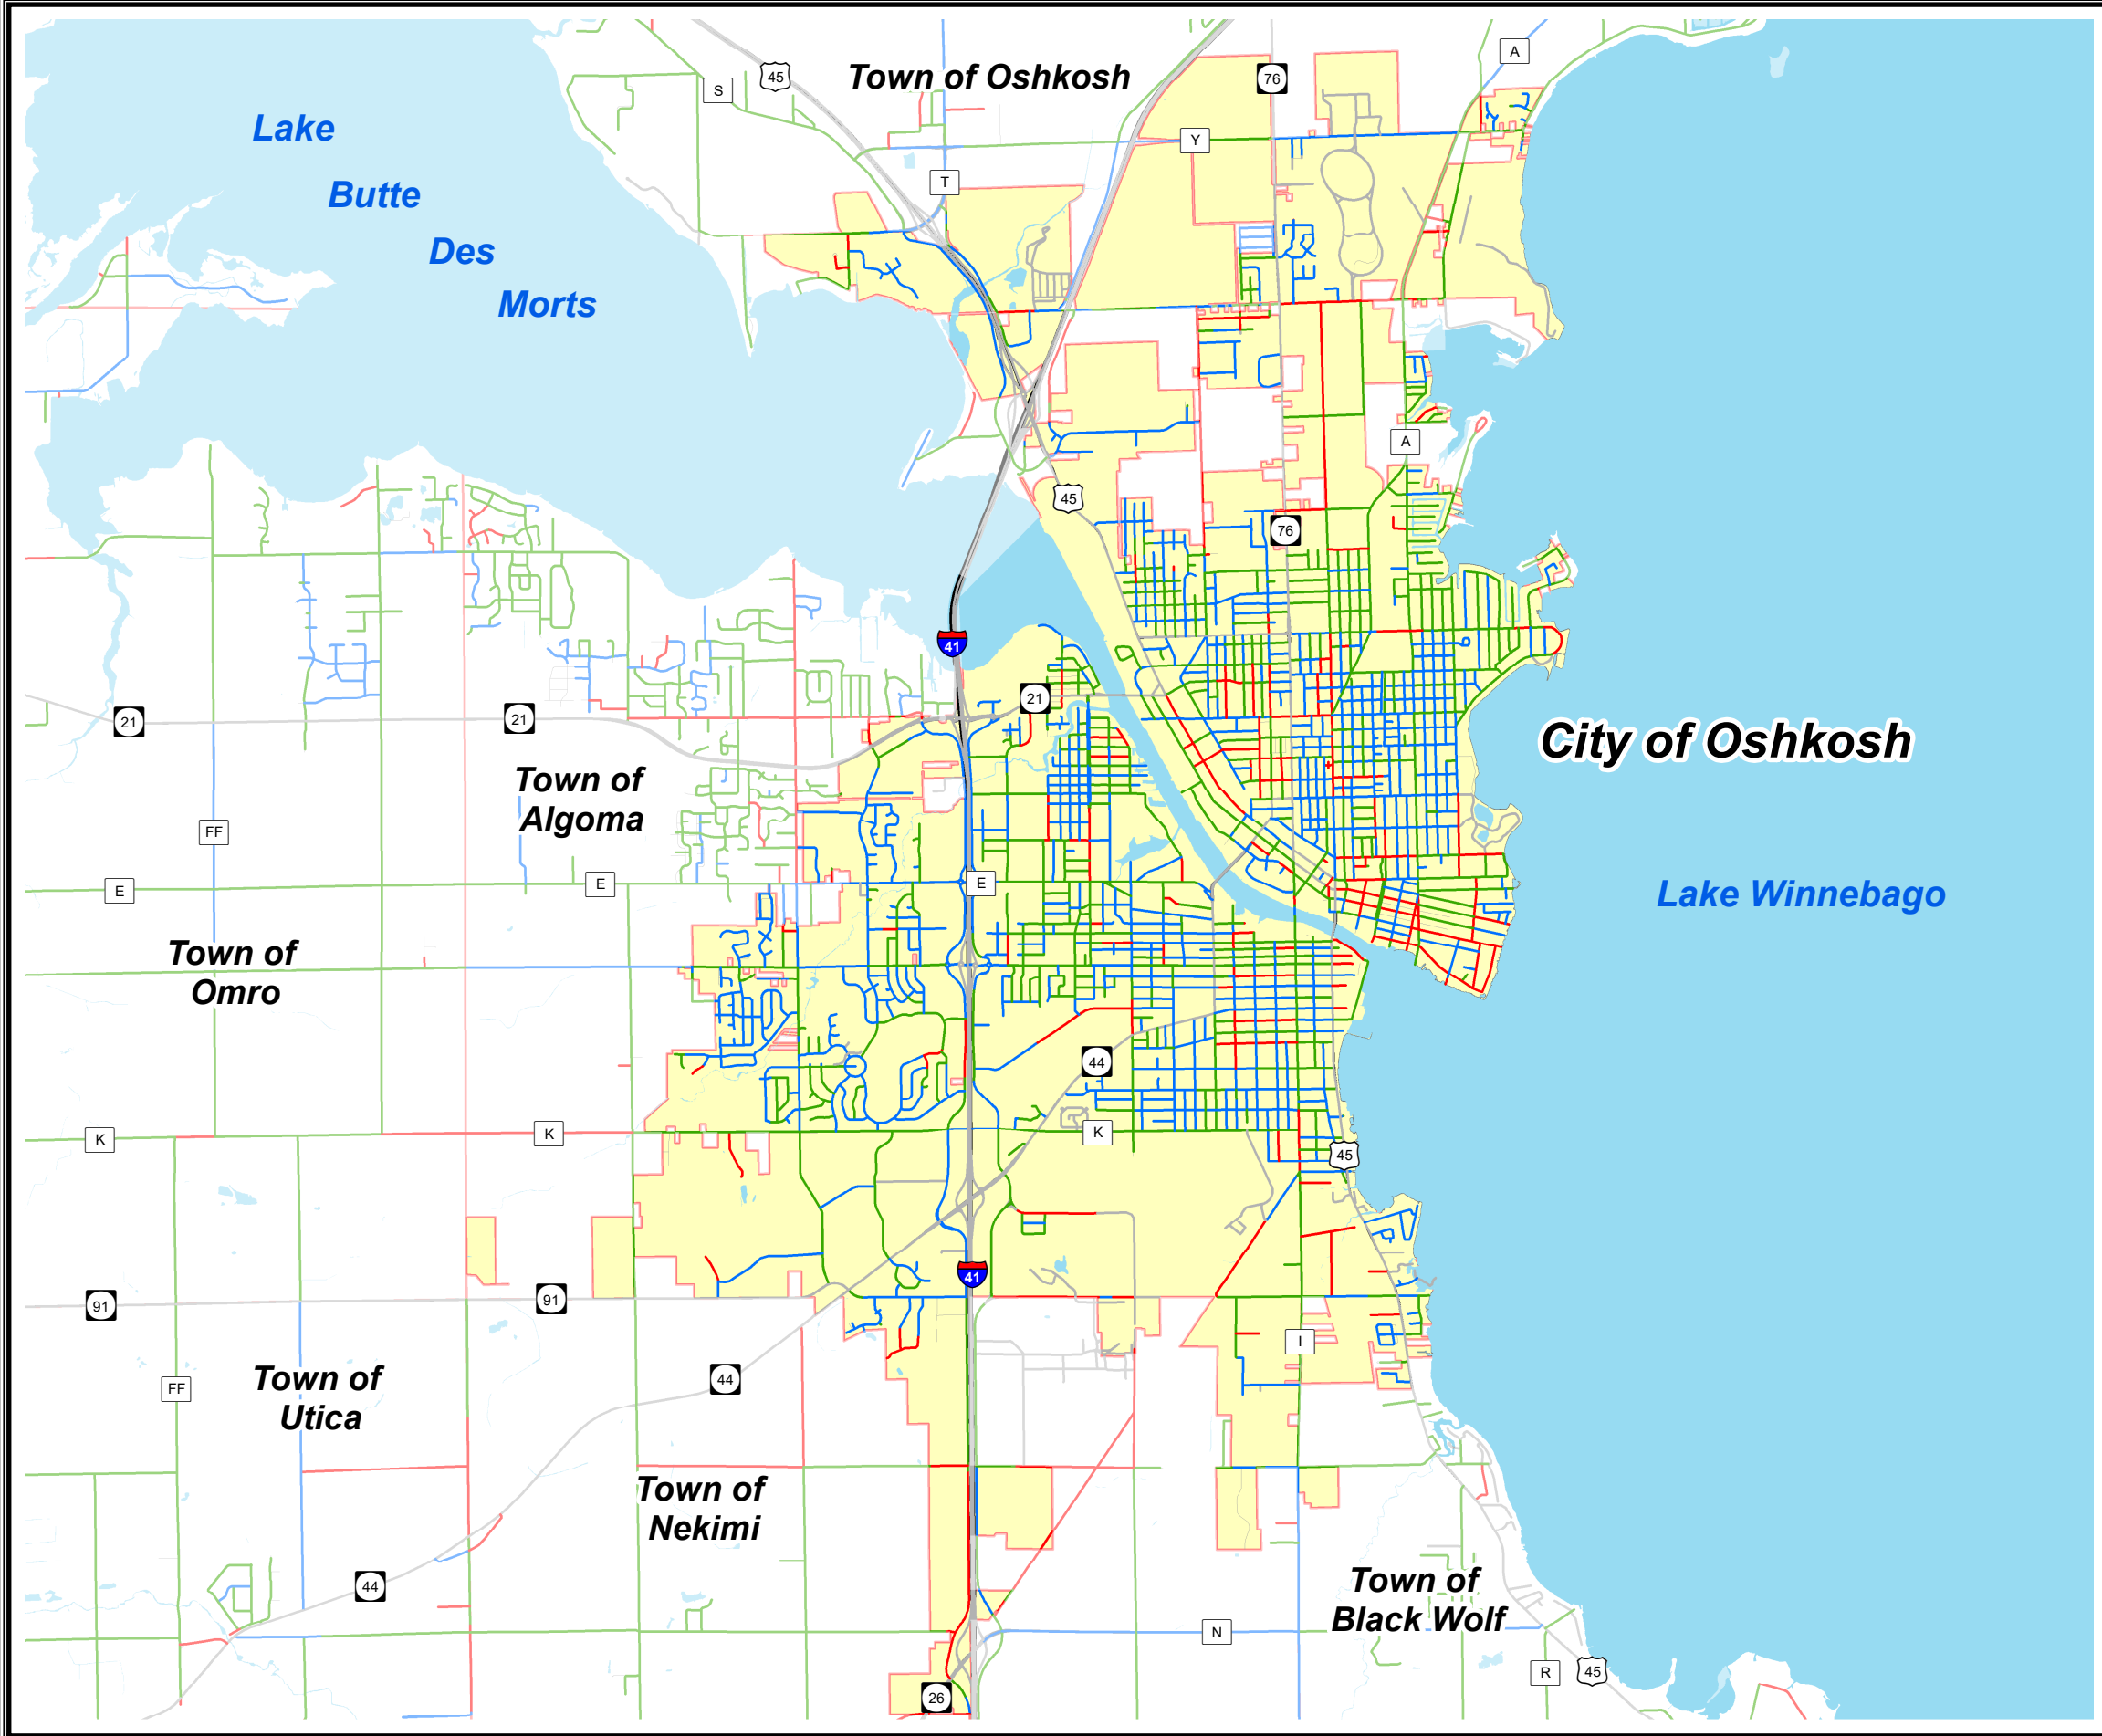 A
45
Town of Oshkosh
76
S
Lake
Y
T
Butte
Des
Morts
A
45
76
41
21
21
21
City of Oshkosh
Town of
Algoma
FF
E
E
E
Lake Winnebago
Town of
Omro
44
K
K
K
45
41
91
91
I
44
Town of
Utica
FF
Town of
Nekimi
44
Town of
Black Wolf
N
R
45
26